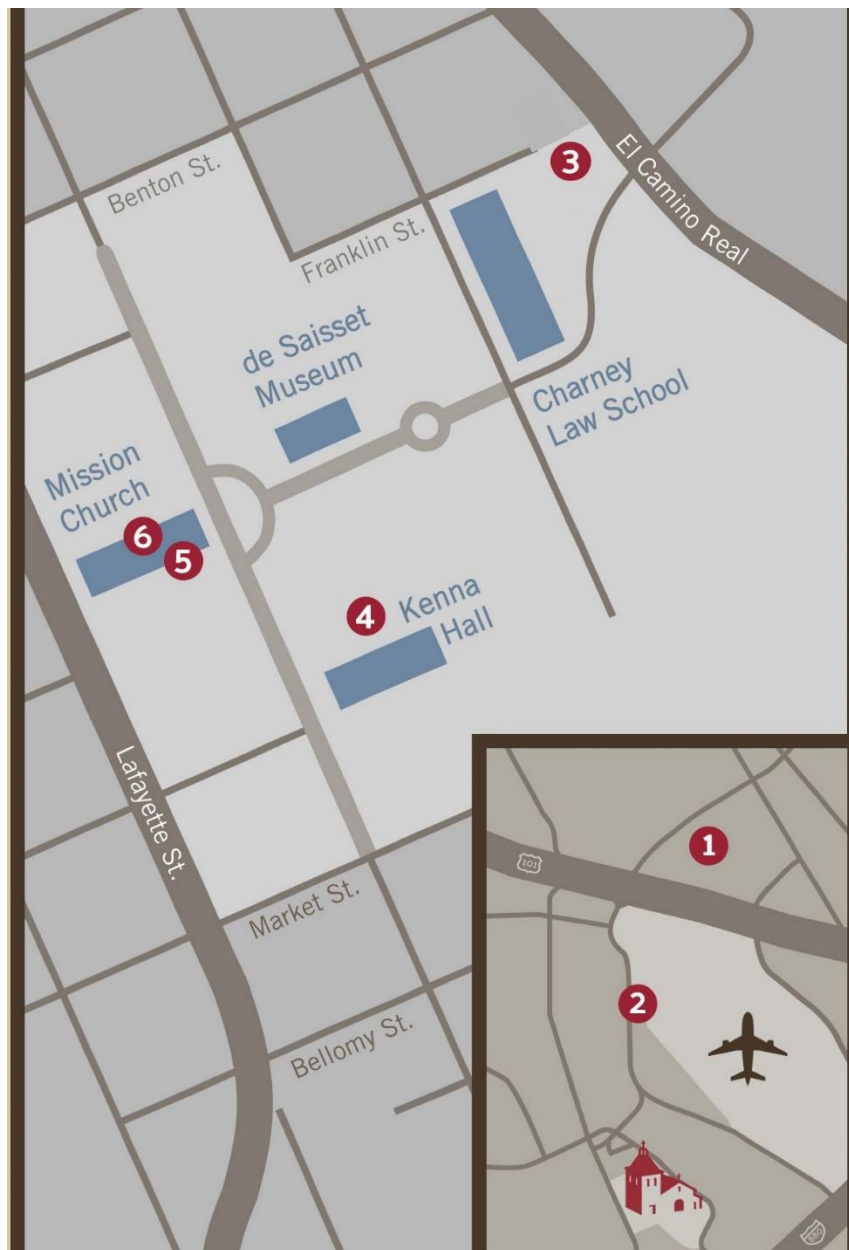 Benton St.
El Camino Real
3
Franklin St.
de Saisset
Museum
Charney
Law School
Mission
Church
6
5
4
Kenna
Hall
Lafayette St.
Market St.
Bellomy St.
1
101
2
880